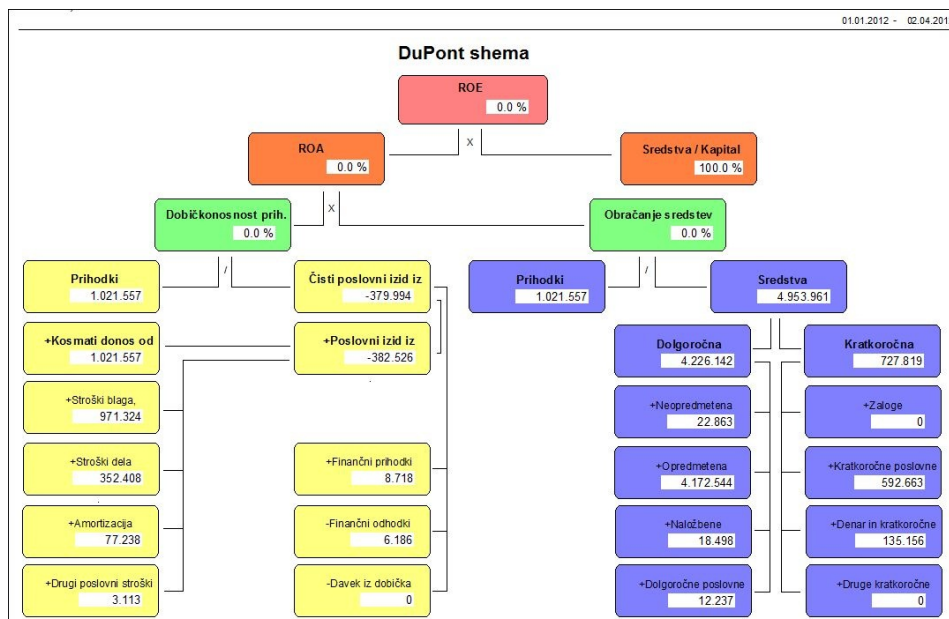 01.01.2012 - 02.04.201
DuPont shema
ROE
0.0 %
X
ROA
0.0 %
Sredstva / Kapital
100.0 %
X
Dobičkonosnost prih.
0.0 %
Obračanje sredstev
0.0 %
/
/
Prihodki
1.021.557
Čisti poslovni izid iz
-379.994
Prihodki
1.021.557
Sredstva
4.953.961
+Kosmati donos od
1.021.557
+Poslovni izid iz
-382.526
Dolgoročna
4.226.142
Kratkoročna
727.819
+Stroški blaga,
971.324
+Neopredmetena
22.863
+Zaloge
0
+Stroški dela
352.408
+Finančni prihodki
8.718
+Opredmetena
4.172.544
+Kratkoročne poslovne
592.663
+Amortizacija
77.238
-Finančni odhodki
6.186
+Naložbene
18.498
+Denar in kratkoročne
135.156
+Drugi poslovni stroški
3.113
-Davek iz dobička
0
+Dolgoročne poslovne
12.237
+Druge kratkoročne
0